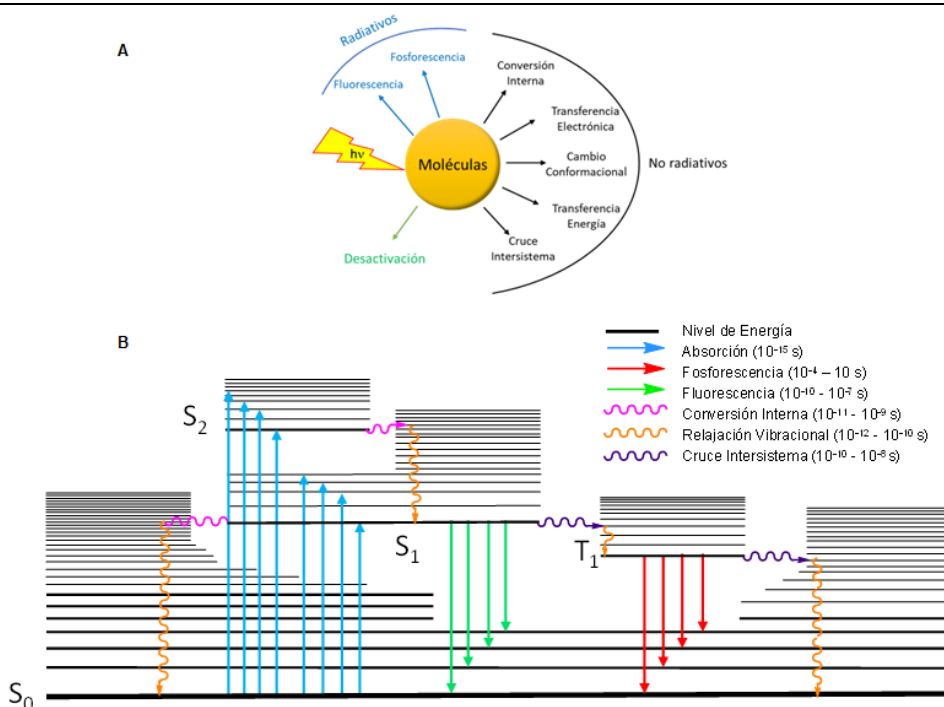 A
Radiativos
Fosforescencia
Fluorescencia
hν
Moléculas
Desactivación
Conversión
Interna
Transferencia
Electrónica
Cambio
Conformacional
Transferencia
Energía
Cruce
Intersistema
No radiativos
B
Nivel de Energía
Absorción (10⁻¹⁵ s)
Fosforescencia (10⁻⁴ – 10 s)
Fluorescencia (10⁻¹⁰ - 10⁻⁷ s)
Conversión Interna (10⁻¹¹ - 10⁻⁹ s)
Relajación Vibracional (10⁻¹² - 10⁻¹⁰ s)
Cruce Intersistema (10⁻¹⁰ - 10⁻⁸ s)
S₂
S₁
T₁
S₀